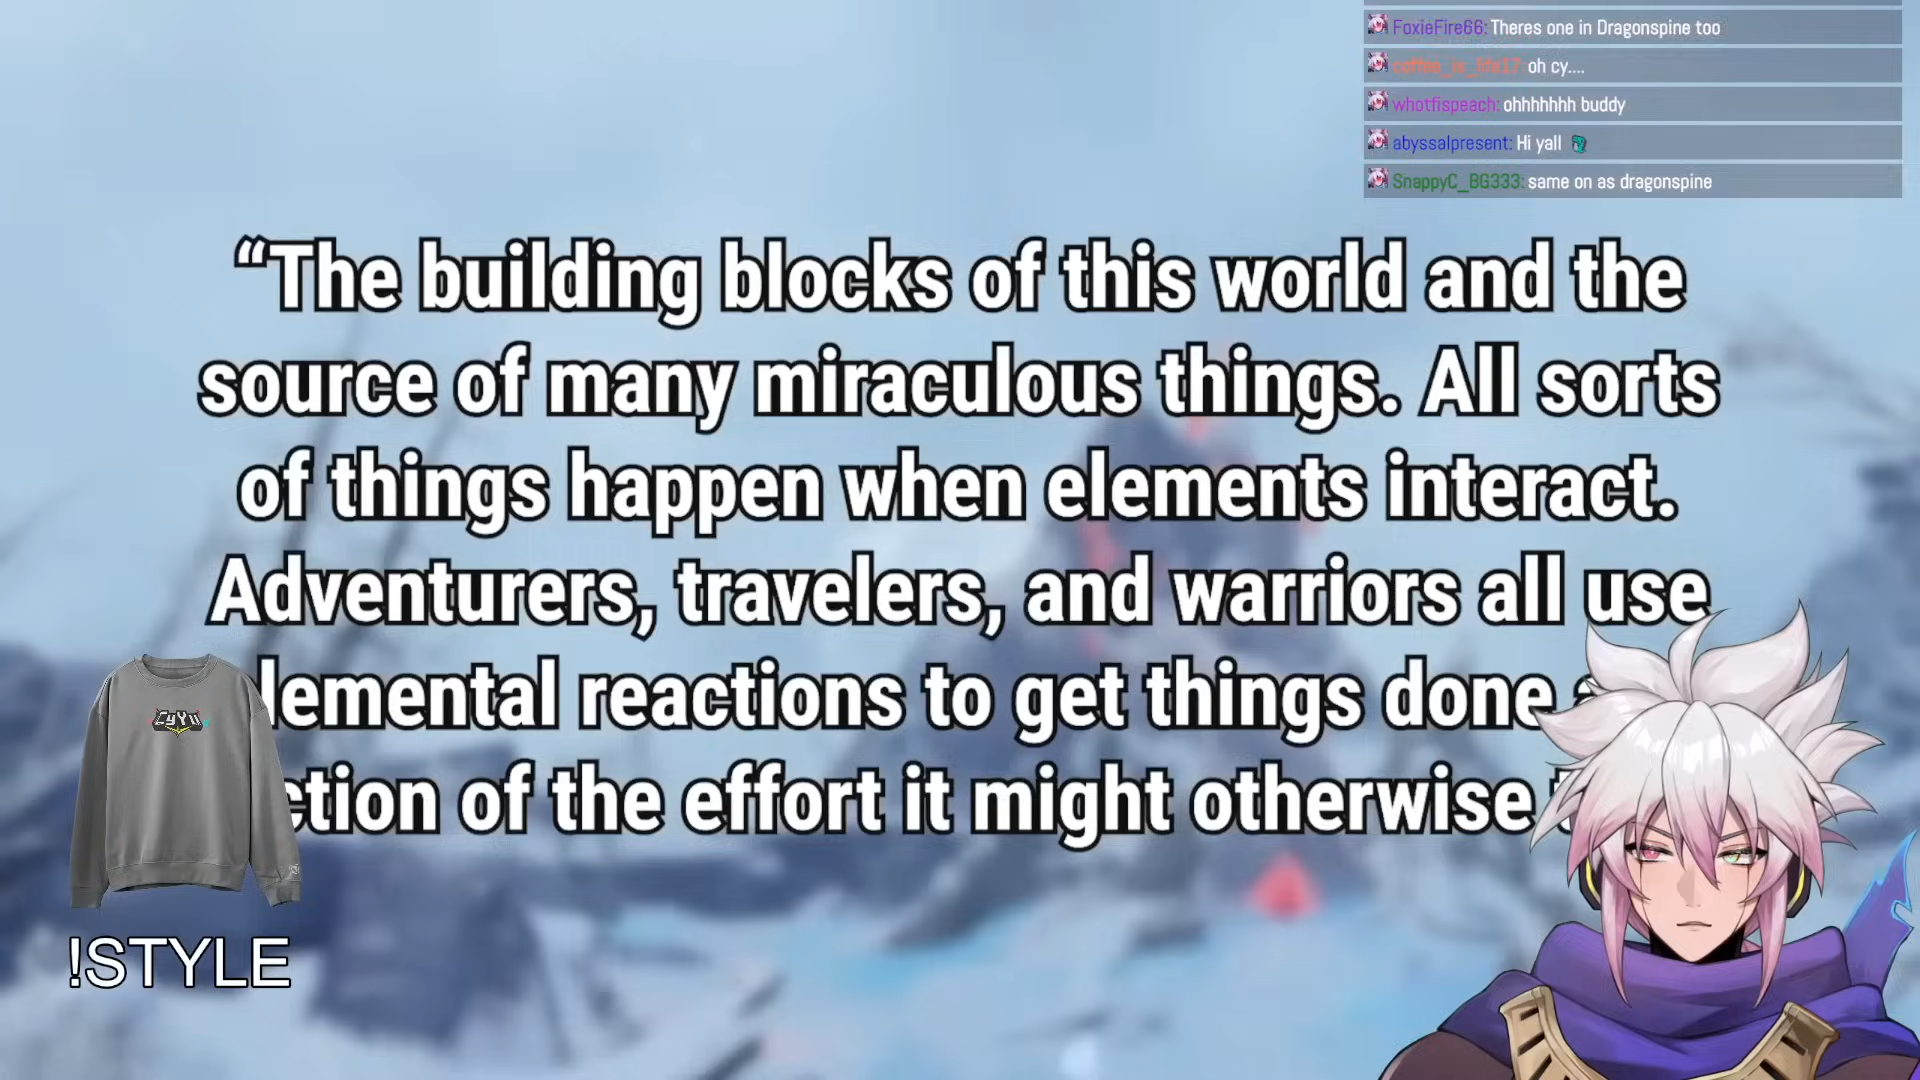 FoxieFire66: Theres one in Dragonspine too
coffee_is_life17: oh cy....
whotfispeach: ohhhhhhh buddy
abyssalpresent: Hi yall
SnappyC_BG333: same on as dragonspine
“The building blocks of this world and the
source of many miraculous things. All sorts
of things happen when elements interact.
Adventurers, travelers, and warriors all use
lemental reactions to get things done
ction of the effort it might otherwise
CyYu
!STYLE